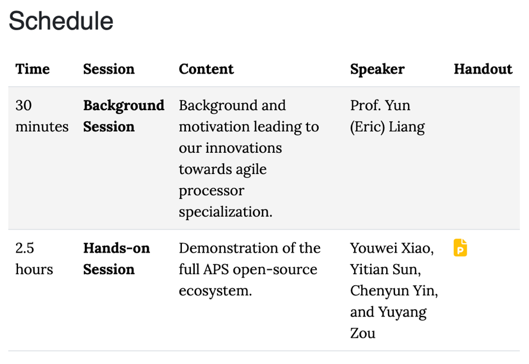 Schedule
Time Session Content Speaker Handout
30 Background Background and Prof. Yun
minutes Session motivation leading to (Eric) Liang
our innovations
towards agile
processor
specialization.
2.5 Hands-on Demonstration of the Youwei Xiao,
hours Session full APS open-source Yitian Sun,
ecosystem. Chenyun Yin,
and Yuyang
Zou